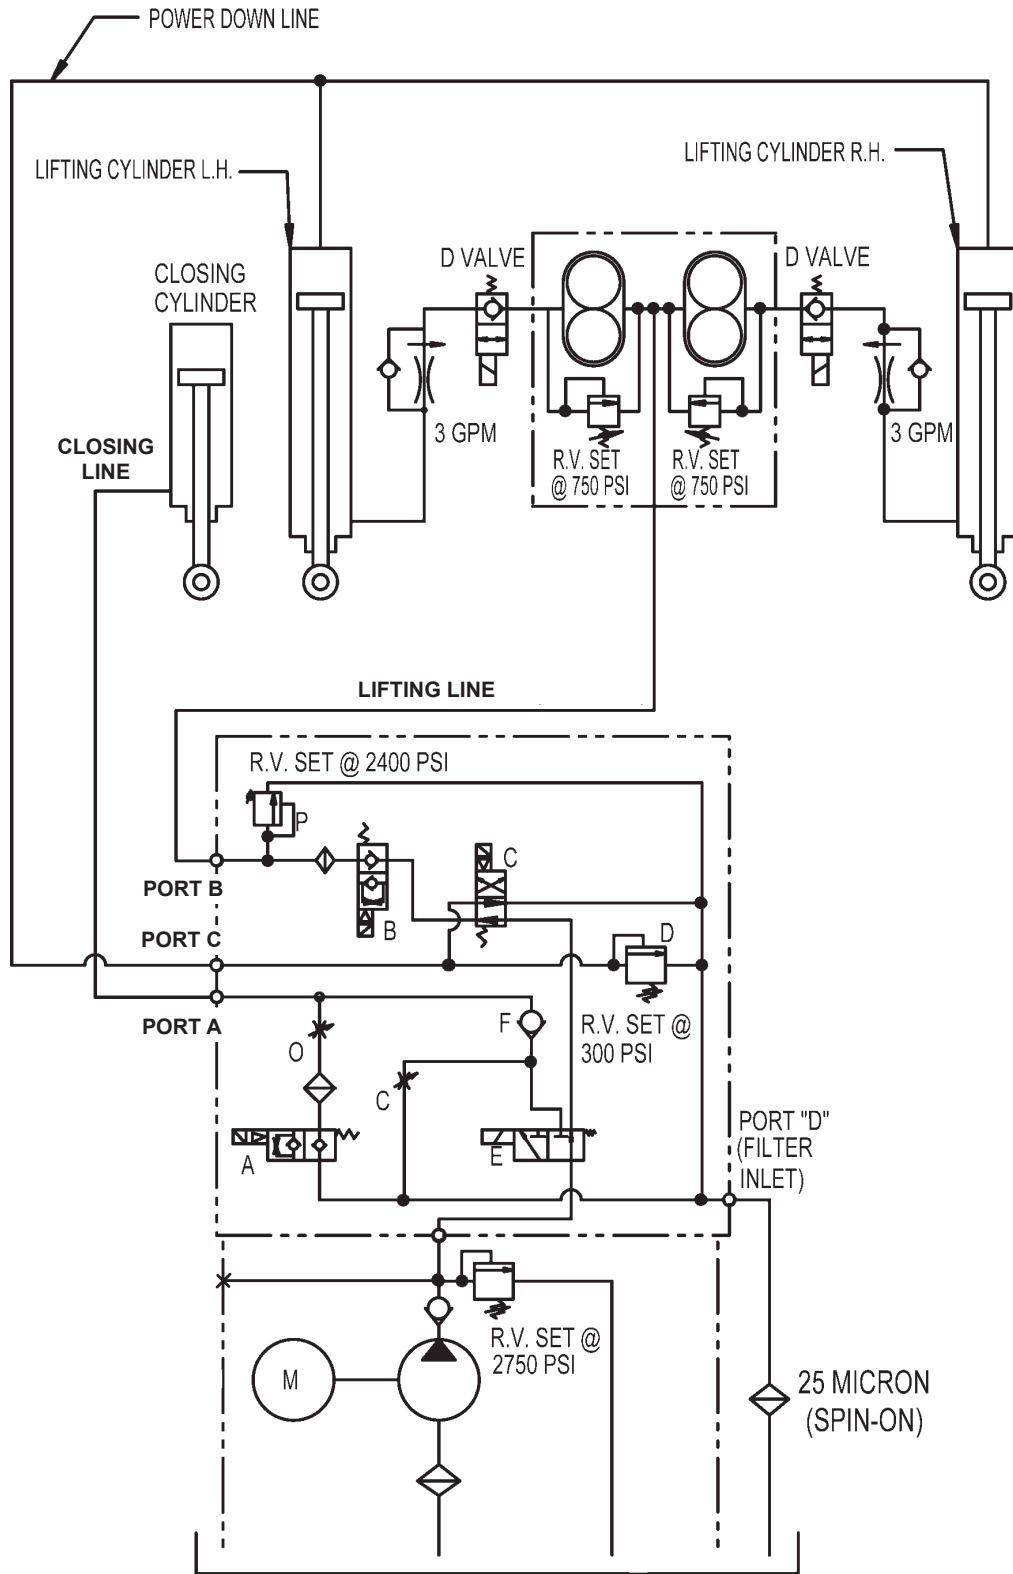 POWER DOWN LINE
LIFTING CYLINDER L.H.
LIFTING CYLINDER R.H.
CLOSING
CYLINDER
D VALVE
D VALVE
3 GPM
3 GPM
R.V. SET
@ 750 PSI
R.V. SET
@ 750 PSI
CLOSING
LINE
LIFTING LINE
R.V. SET @ 2400 PSI
P
C
PORT B
B
PORT C
D
PORT A
F
R.V. SET @
300 PSI
O
C
A
E
PORT "D"
(FILTER
INLET)
R.V. SET @
2750 PSI
M
25 MICRON
(SPIN-ON)